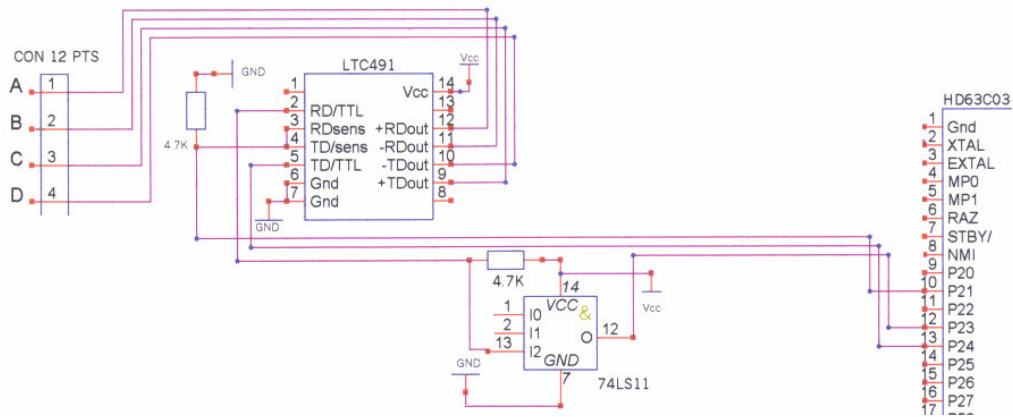 CON 12 PTS
A 1
B 2
C 3
D 4
GND
4.7K
LTC491
1
2 RD/TTL
3 RDsens
4 TD/sens
5 TD/TTL
6 Gnd
7 Gnd
Vcc 14
13
+RDout 12
-RDout 11
-TDout 10
+TDout 9
8
Vcc
GND
4.7K
14
VCC
&
1 I0
2 I1
13 I2
O 12
GND
7
74LS11
Vcc
GND
HD63C03
1 Gnd
2 XTAL
3 EXTAL
4 MP0
5 MP1
6 RAZ
7 STBY/
8 NMI
9 P20
10 P21
11 P22
12 P23
13 P24
14 P25
15 P26
16 P27
17